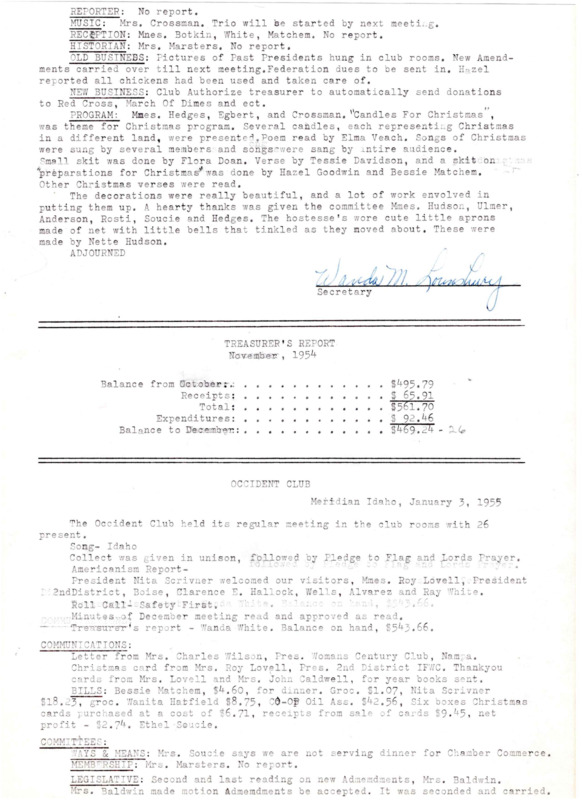 REPORTER: No report.
MUSIC: Mrs. Crossman. Trio will be started by next meeting.
RECEPTION: Mnes. Botkin, White, Matchem. No report.
HISTORIAN: Mrs. Marsters. No report.
OLD BUSINEBS: Pictures of Past Presidents hung in club rooms. New Amend-
ments carried over till next meeting.Federation dues to be sent in. Hazel
reported all chickens had been used and taken care of.
NEW BUSINESS: Club Authorize treasurer to automatically send donations
to Red Cross, March Of Dimes and ect.
PROGRAM: Mmes. Hedges, Egbert, and Crossman. "Candles For Christmas",
was theme for Christmas program. Several candles, each representing Christmas
in a different land, were presented,Poem read by Elma Veach. Songs of Christmas
were sung by several members and songs were sang by entire audience.
Small skit was done by Flora Doan. Verse by Tessie Davidson, and a skit on
"preparations for Christmas" was done by Hazel Goodwin and Bessie Matchem.
Other Christmas verses were read.
The decorations were really beautiful, and a lot of work envolved in
putting them up. A hearty thanks was given the committee Mmes. Hudson, Ulmer,
Anderson, Rosti, Soucie and Hedges. The hostesse's wore cute little aprons
made of net with little bells that tinkled as they moved about. These were
made by Nette Hudson.
ADJOURNED
Wanda M. Lounsbury
Secretary
TREASURER'S REPORT
November, 1954
Balance from October:. . . . . . . . . . . . . $495.79
Receipts: . . . . . . . . . . . . $ 65.91
Total: . . . . . . . . . . . . $561.70
Expenditures: . . . . . . . . . . . . $ 92.46
Balance to December: . . . . . . . . . . . . $469.24 - 26
OCCIDENT CLUB
Meridian Idaho, January 3, 1955
The Occident Club held its regular meeting in the club rooms with 26
present.
Song- Idaho
Collect was given in unison, followed by Pledge to Flag and Lords Prayer.
Americanism Report-
President Nita Scrivner welcomed our visitors, Mmes. Roy Lovell, President
2ndDistrict, Boise, Clarence E. Hallock, Wells, Alvarez and Ray White.
Roll Call- Safety First.
Minutes of December meeting read and approved as read.
Treasurer's report - Wanda White. Balance on hand, $543.66.
COMMUNICATIONS:
Letter from Mrs. Charles Wilson, Pres. Womans Century Club, Nampa.
Christmas card from Mrs. Roy Lovell, Pres. 2nd District IFWC. Thankyou
cards from Mrs. Lovell and Mrs. John Caldwell, for year books sent.
BILLS: Bessie Matchem, $4.60, for dinner. Groc. $1.07, Nita Scrivner
$18.23, groc. Wanita Hatfield $8.75, CO-OP Oil Ass. $42.56, Six boxes Christmas
cards purchased at a cost of $6.71, receipts from sale of cards $9.45, net
profit - $2.74. Ethel Soucie.
COMMITTEES:
WAYS & MEANS: Mrs. Soucie says we are not serving dinner for Chamber Commerce.
MEMBERSHIP: Mrs. Marsters. No report.
LEGISLATIVE: Second and last reading on new Admendments, Mrs. Baldwin.
Mrs. Baldwin made motion Admendments be accepted. It was seconded and carried.